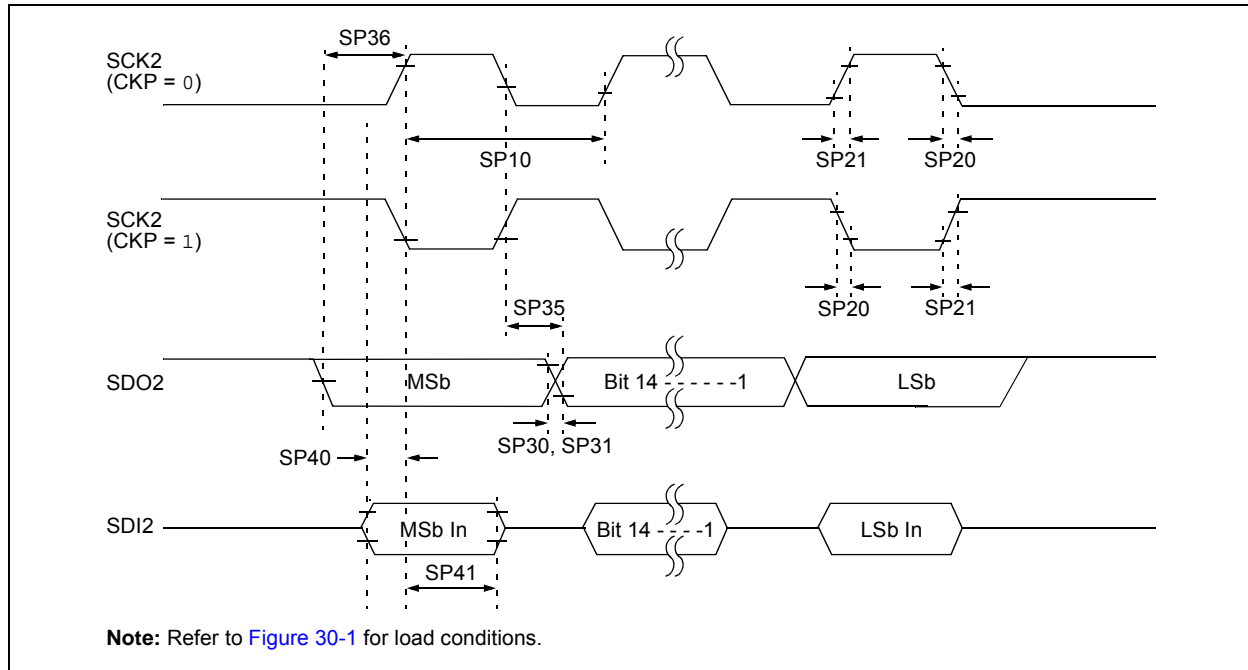 SP36
SCK2
(CKP = 0)
SP10
SP21
SP20
SCK2
(CKP = 1)
SP35
SP20
SP21
SDO2
MSb
Bit 14 - - - - - -1
LSb
SP30, SP31
SP40
SDI2
MSb In
Bit 14 - - - - -1
LSb In
SP41
Note: Refer to Figure 30-1 for load conditions.